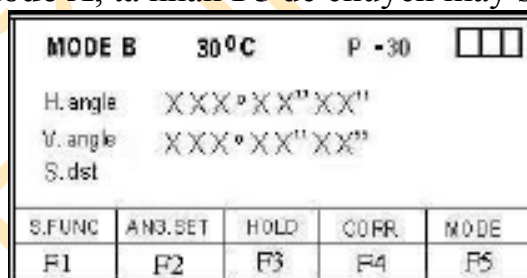 MODE B 30⁰C P -30
H. angle XXX°XX"XX"
V. angle XXX°XX"XX"
S.dst
S.FUNC ANG.SET HOLD CORR MODE
F1 F2 F3 F4 F5